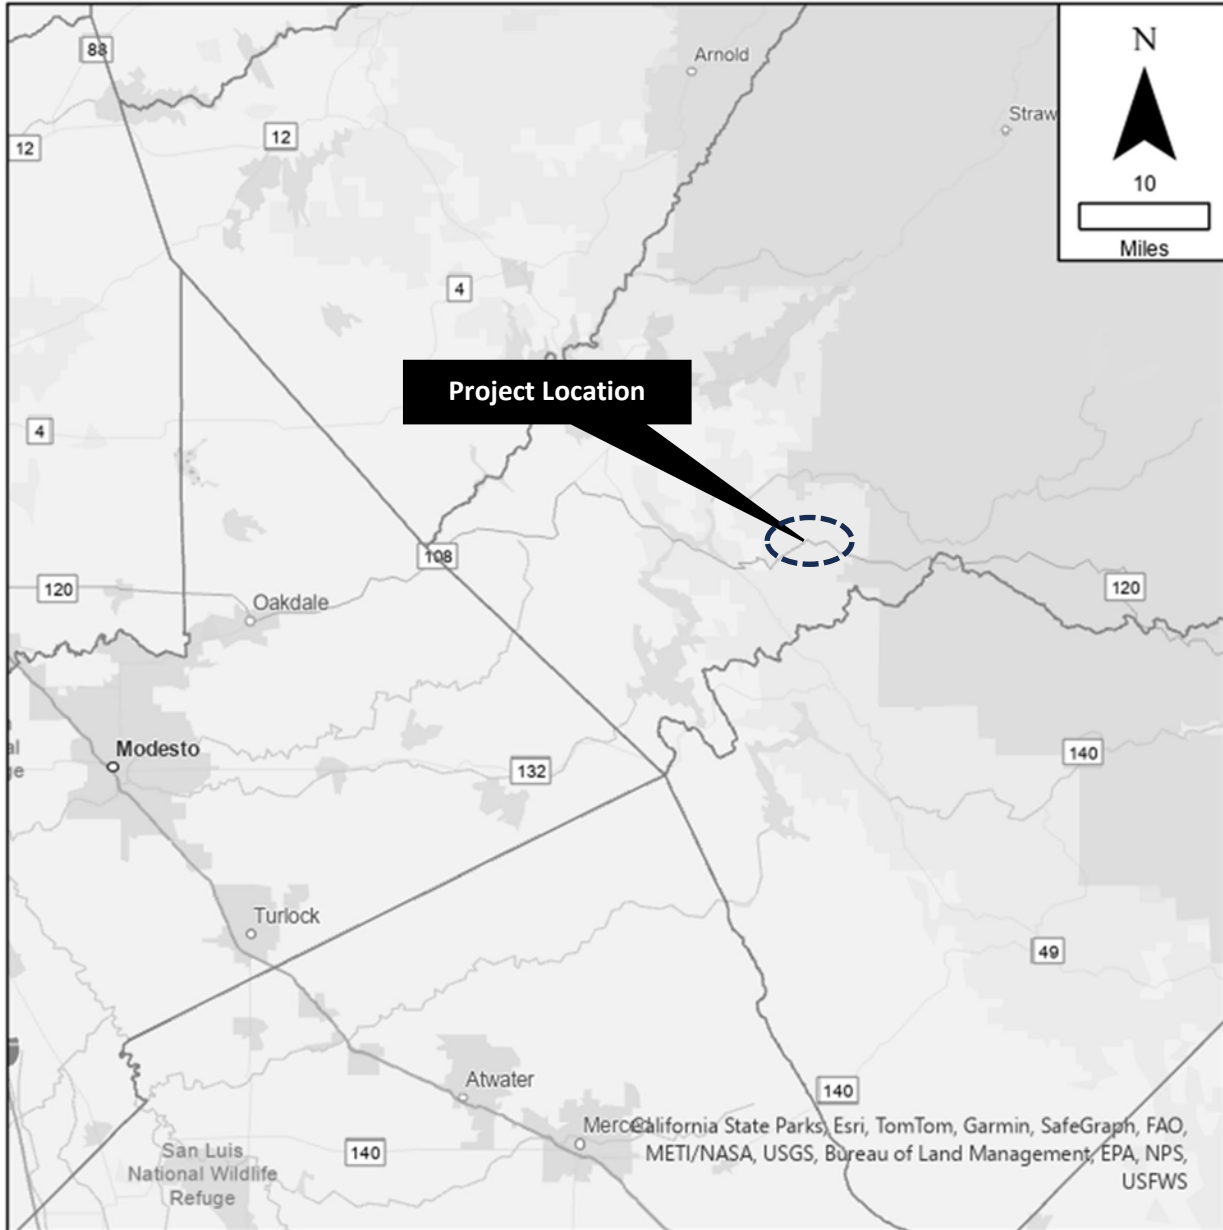 88
Arnold
N
Straw
12
12
10
Miles
4
Project Location
4
108
120
Oakdale
120
al
ge
Modesto
132
140
Turlock
49
Atwater
140
Merced
California State Parks, Esri, TomTom, Garmin, SafeGraph, FAO,
METI/NASA, USGS, Bureau of Land Management, EPA, NPS,
USFWS
140
San Luis
National Wildlife
Refuge